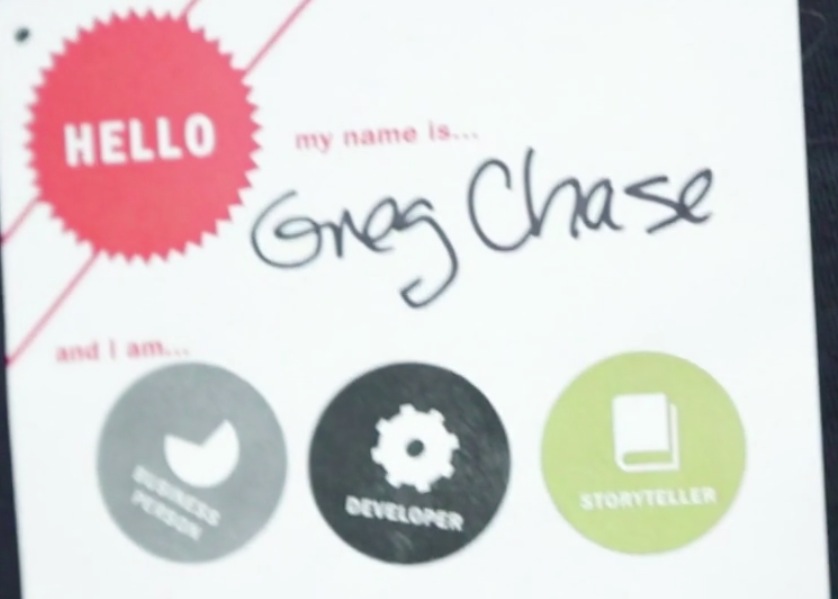 HELLO
my name is...
Greg Chase
and I am...
BUSINESS
PERSON
DEVELOPER
STORYTELLER